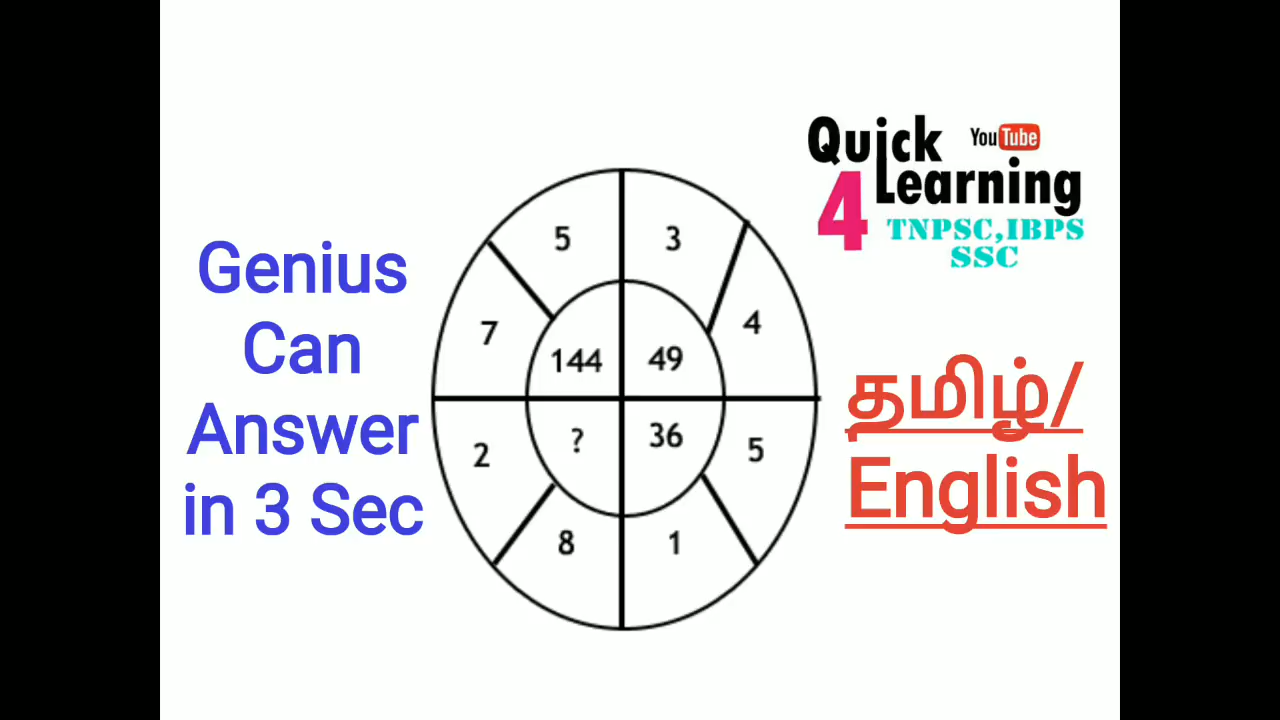 Genius
Can
Answer
in 3 Sec
5 3
7 4
144 49
? 36
2 5
8 1
Quick YouTube
4 Learning
TNPSC,IBPS
SSC
தமிழ்/
English